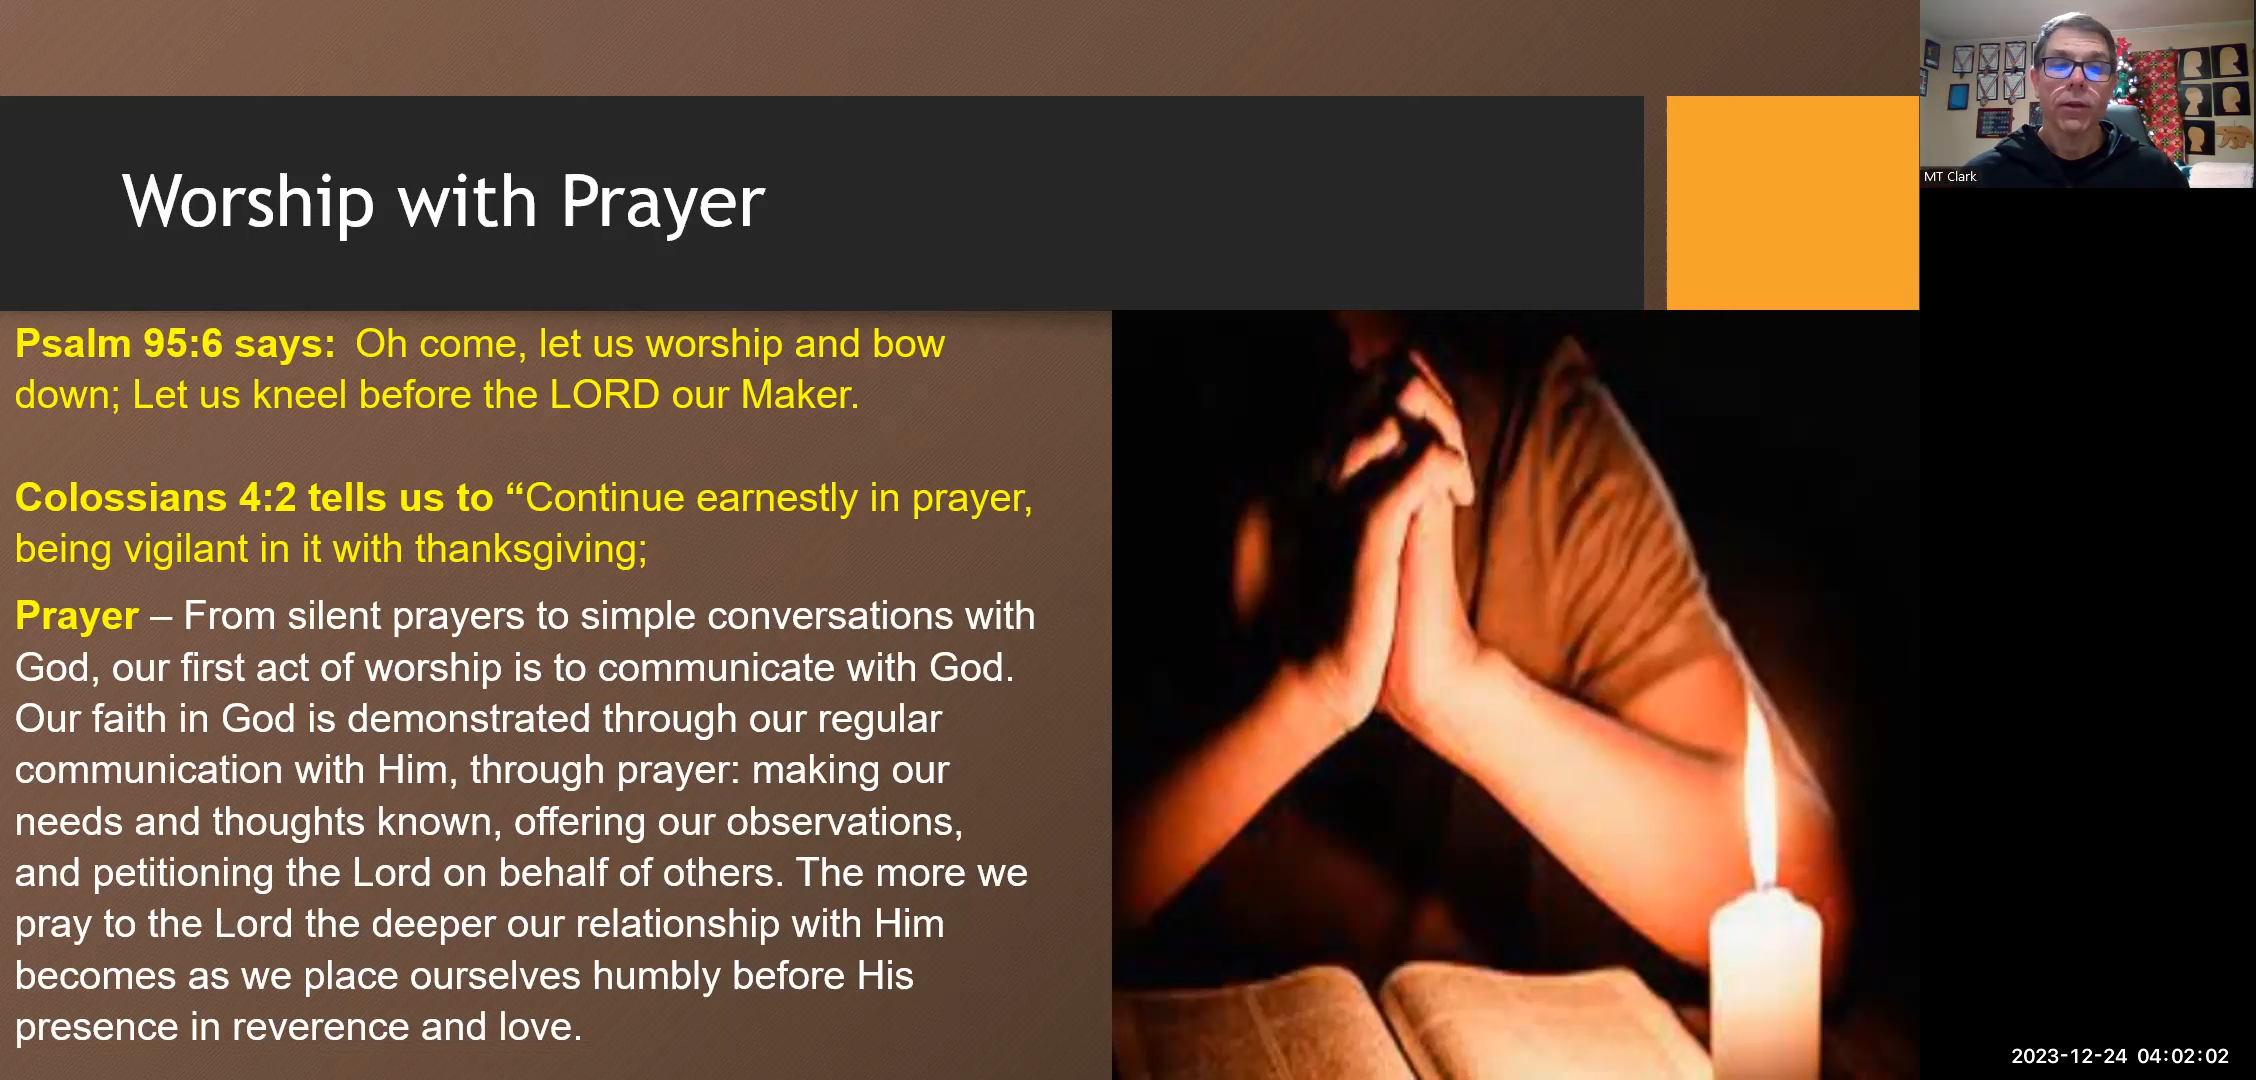 Worship with Prayer
MT Clark
Psalm 95:6 says:  Oh come, let us worship and bow
down; Let us kneel before the LORD our Maker.
Colossians 4:2 tells us to “Continue earnestly in prayer,
being vigilant in it with thanksgiving;
Prayer – From silent prayers to simple conversations with
God, our first act of worship is to communicate with God.
Our faith in God is demonstrated through our regular
communication with Him, through prayer: making our
needs and thoughts known, offering our observations,
and petitioning the Lord on behalf of others. The more we
pray to the Lord the deeper our relationship with Him
becomes as we place ourselves humbly before His
presence in reverence and love.
2023-12-24 04:02:02